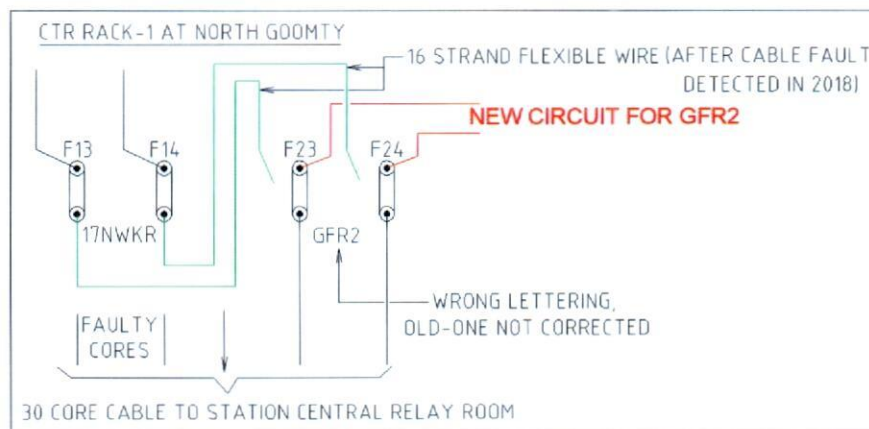 CTR RACK-1 AT NORTH GOOMTY
16 STRAND FLEXIBLE WIRE (AFTER CABLE FAULT
DETECTED IN 2018)
NEW CIRCUIT FOR GFR2
F13 F14 F23 F24
17NWKR GFR2
WRONG LETTERING,
OLD-ONE NOT CORRECTED
FAULTY
CORES
30 CORE CABLE TO STATION CENTRAL RELAY ROOM